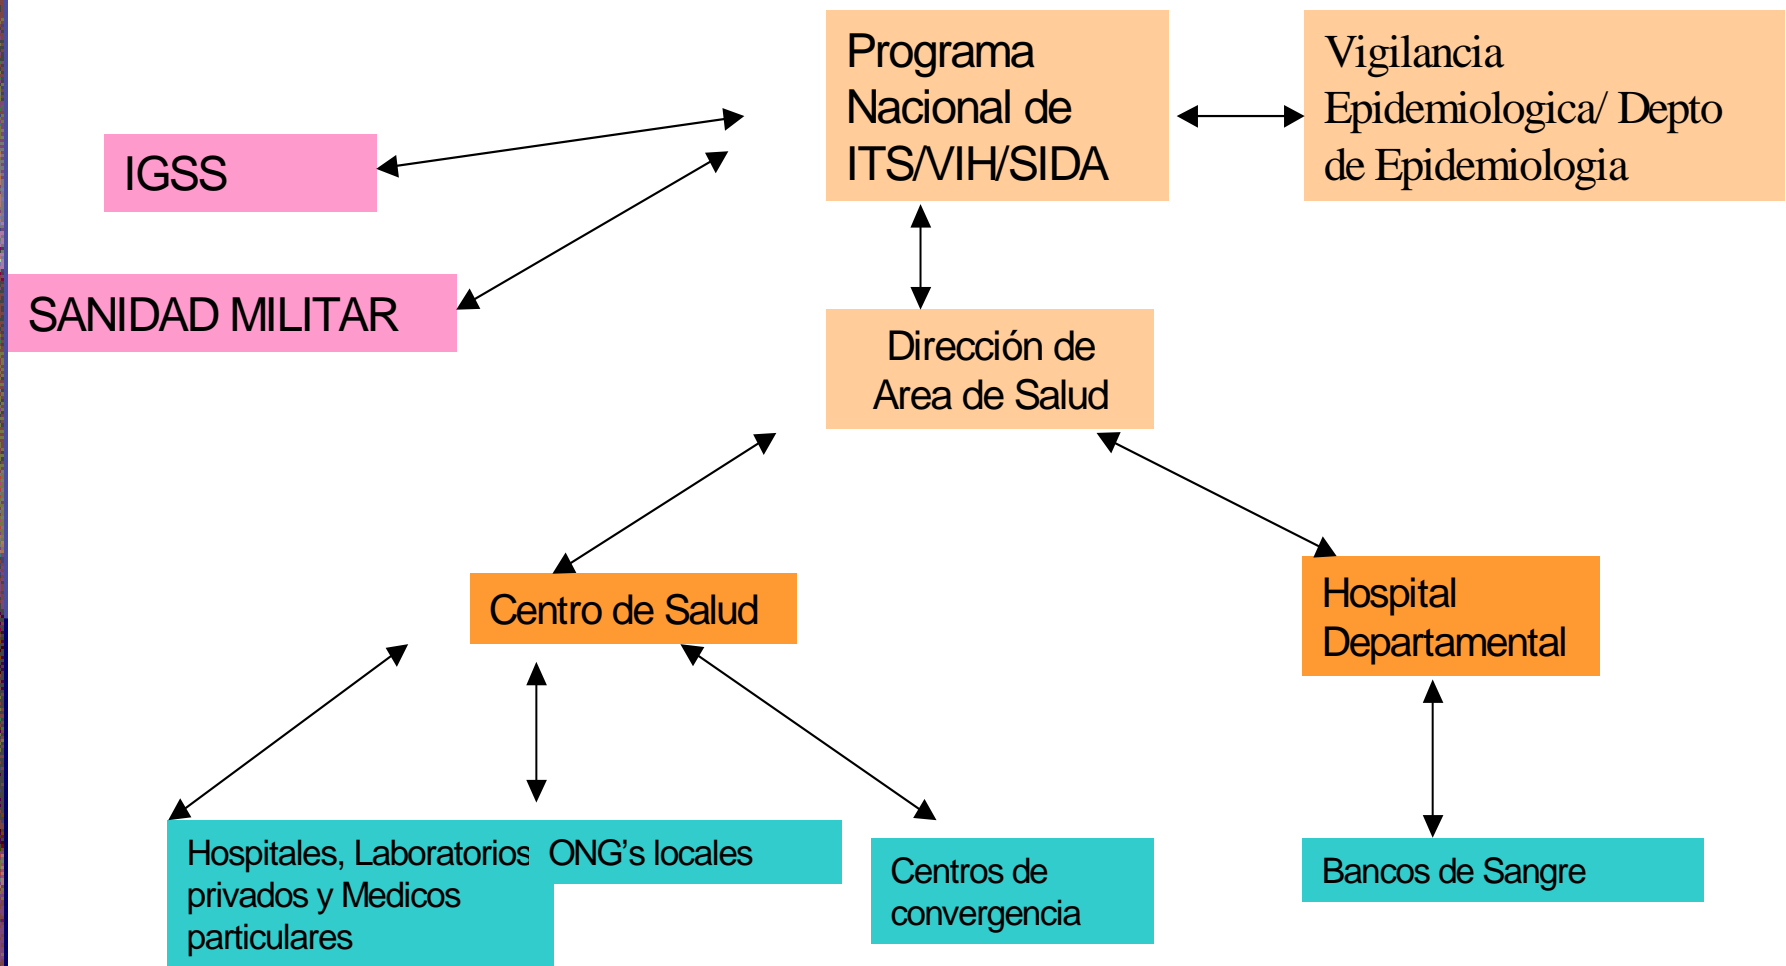 Programa
Nacional de
ITS/VIH/SIDA
Vigilancia
Epidemiologica/ Depto
de Epidemiologia
IGSS
SANIDAD MILITAR
Dirección de
Area de Salud
Centro de Salud
Hospital
Departamental
Hospitales, Laboratorios
privados y Medicos
particulares
ONG's locales
Centros de
convergencia
Bancos de Sangre